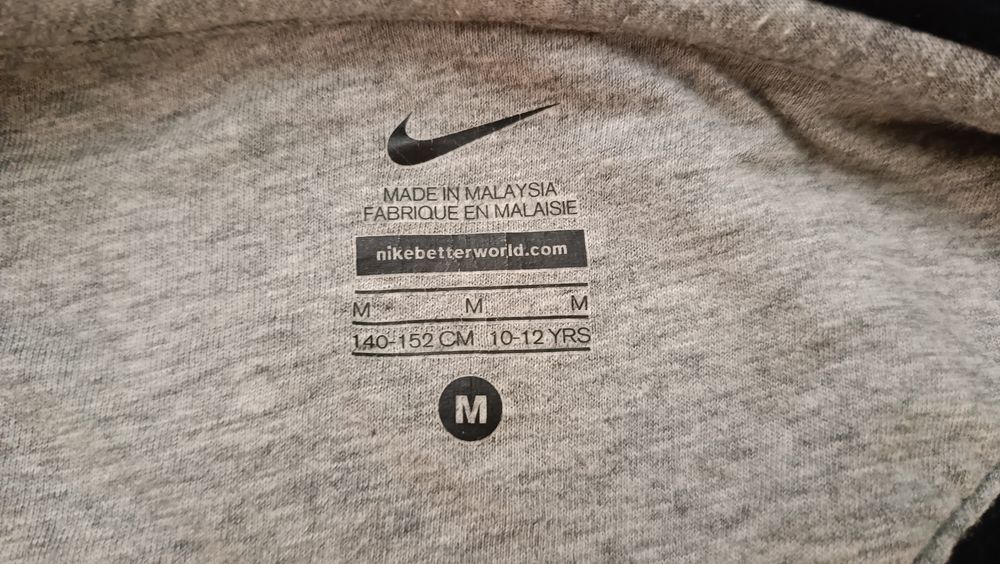 MADE IN MALAYSIA
FABRIQUE EN MALAISIE
nikebetterworld.com
M M M
140-152 CM 10-12 YRS
M